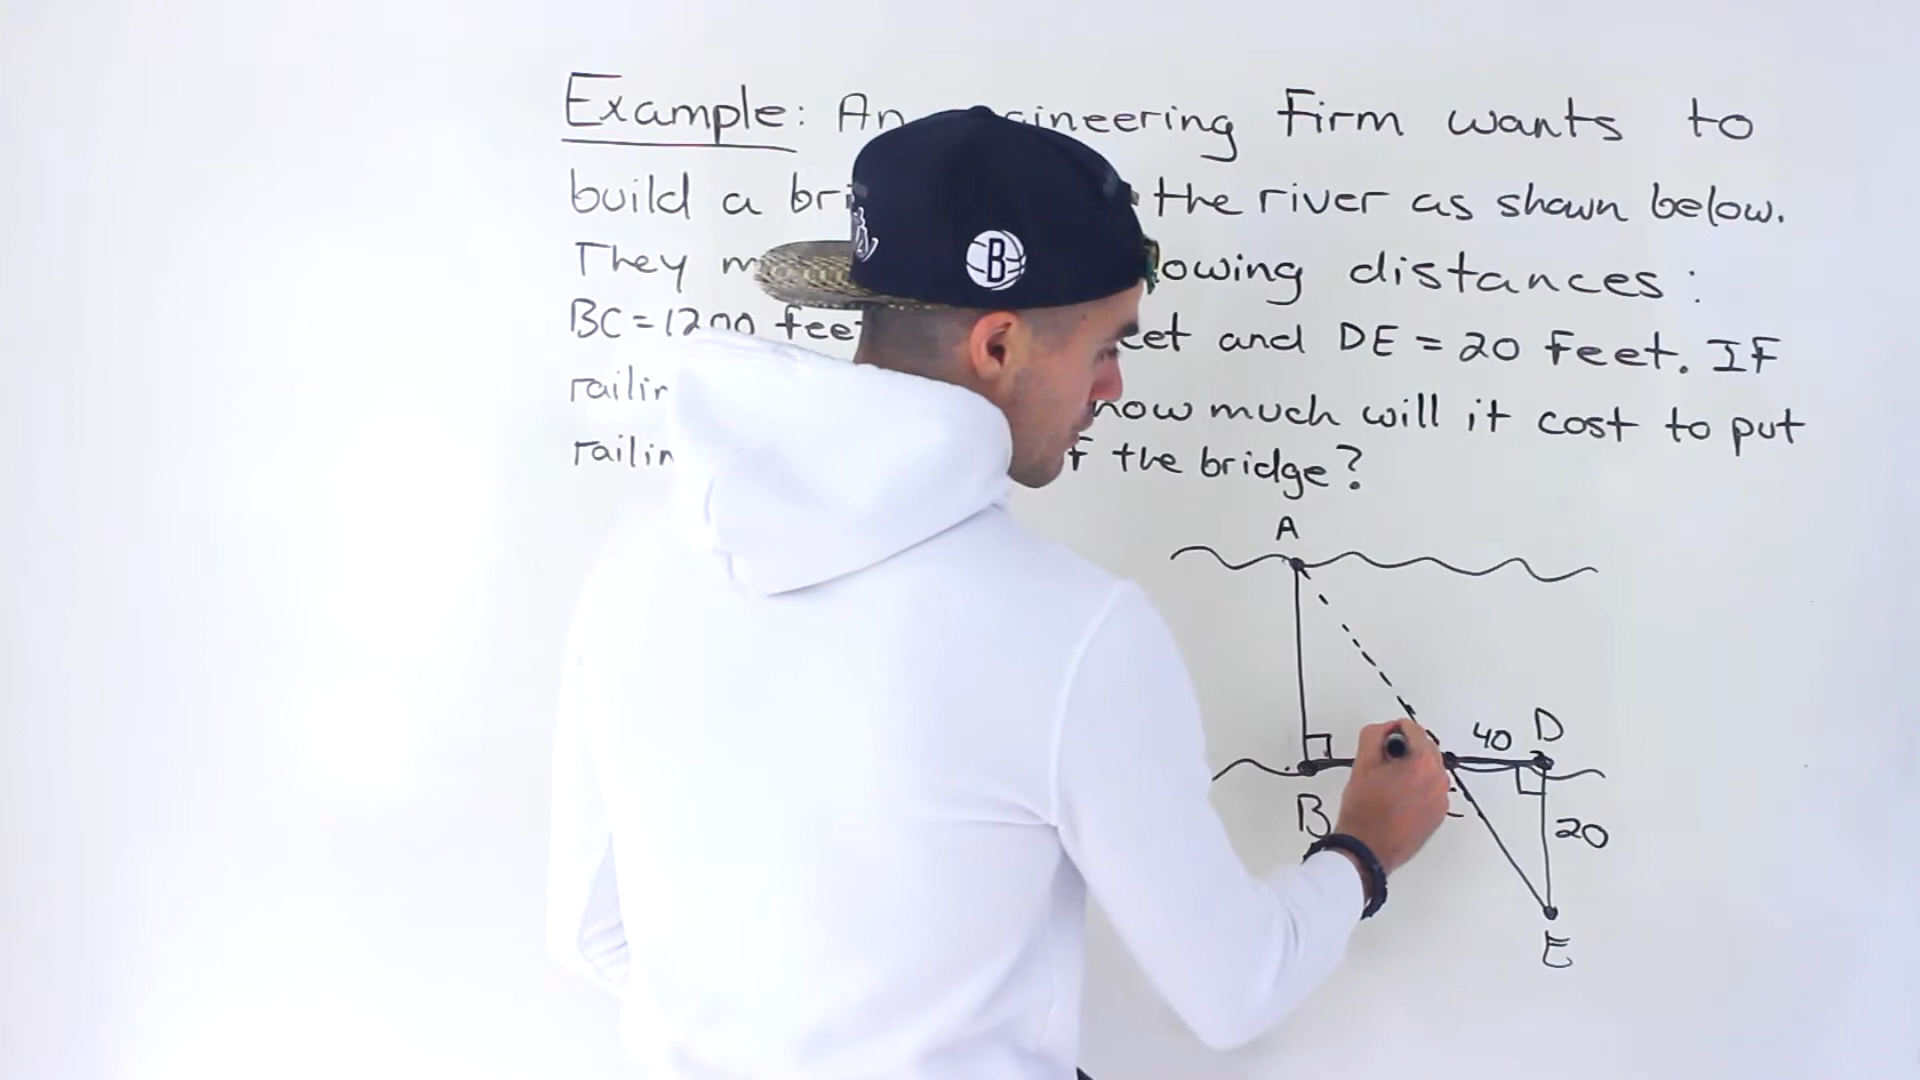 Example: An gineering Firm wants to
build a bri the river as shown below.
They m owing distances:
BC = 1200 feet eet and DE = 20 feet. IF
railin how much will it cost to put
railin f the bridge?
B
A
40 D
B C
20
E